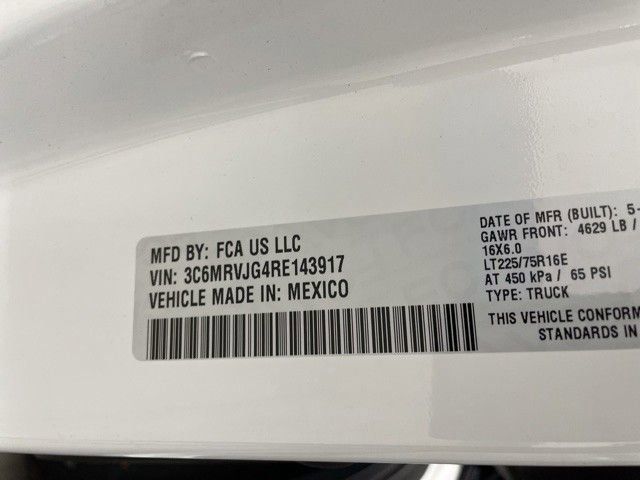 MFD BY: FCA US LLC
VIN: 3C6MRVJG4RE143917
VEHICLE MADE IN: MEXICO
DATE OF MFR (BUILT): 5-
GAWR FRONT: 4629 LB /
16X6.0
LT225/75R16E
AT 450 kPa / 65 PSI
TYPE: TRUCK
THIS VEHICLE CONFORM
STANDARDS IN